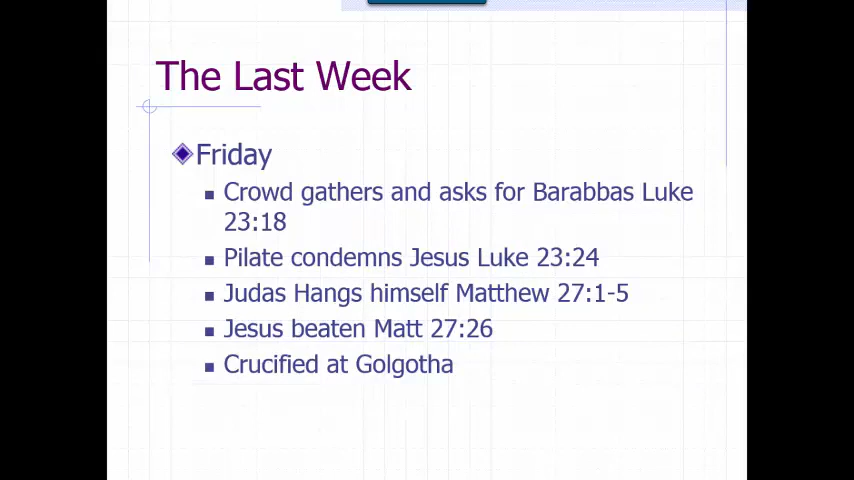 The Last Week
Friday
Crowd gathers and asks for Barabbas Luke
23:18
Pilate condemns Jesus Luke 23:24
Judas Hangs himself Matthew 27:1-5
Jesus beaten Matt 27:26
Crucified at Golgotha